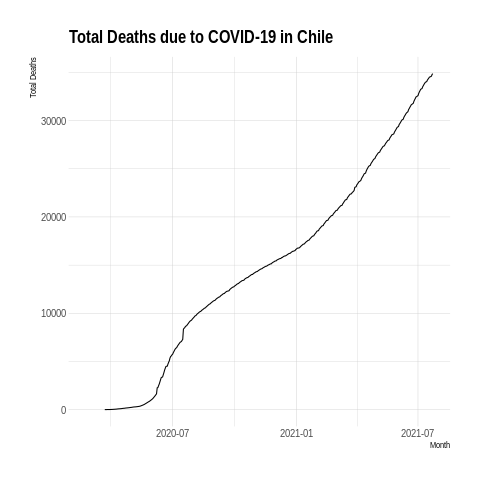 Total Deaths due to COVID-19 in Chile
Total Deaths
30000
20000
10000
0
2020-07 2021-01 2021-07
Month